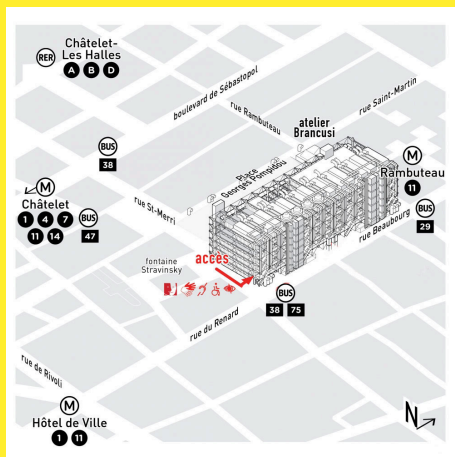 RER
Châtelet-
Les Halles
A B D
boulevard de Sébastopol
rue Rambuteau
rue Saint-Martin
atelier
Brancusi
BUS
38
Place
Georges Pompidou
M
Rambuteau
11
M
Châtelet
1 4 7
11 14
BUS
47
rue St-Merri
rue Beaubourg
BUS
29
fontaine
Stravinsky
accès
BUS
38 75
rue du Renard
rue de Rivoli
M
Hôtel de Ville
1 11
N